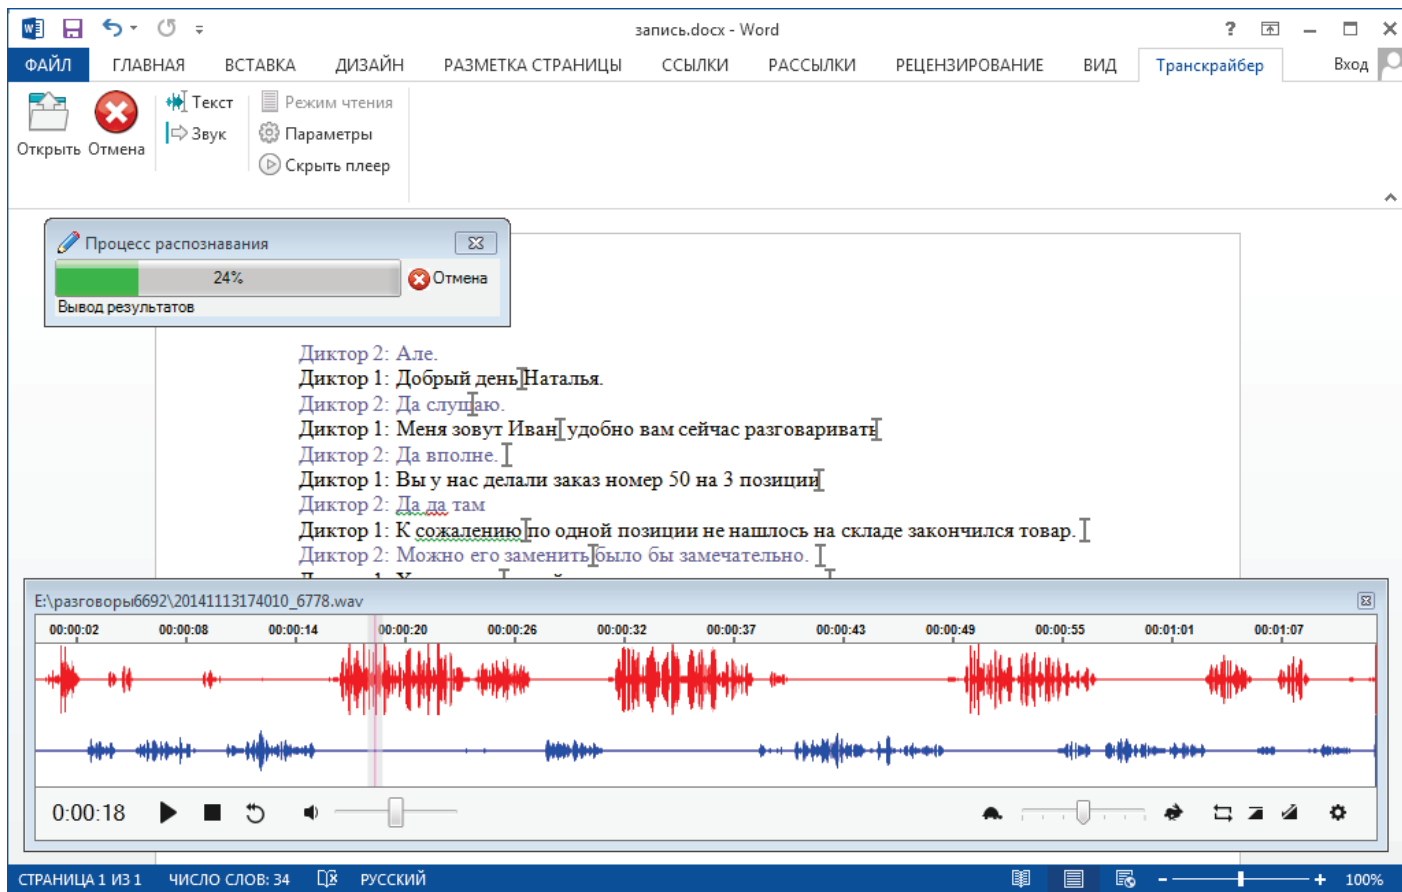 запись.docx - Word
?
ФАЙЛ ГЛАВНАЯ ВСТАВКА ДИЗАЙН РАЗМЕТКА СТРАНИЦЫ ССЫЛКИ РАССЫЛКИ РЕЦЕНЗИРОВАНИЕ ВИД Транскрайбер Вход
Открыть Отмена
Текст
Звук
Режим чтения
Параметры
Скрыть плеер
Процесс распознавания
24% Отмена
Вывод результатов
Диктор 2: Але.
Диктор 1: Добрый день Наталья.
Диктор 2: Да слушаю.
Диктор 1: Меня зовут Иван удобно вам сейчас разговаривать
Диктор 2: Да вполне.
Диктор 1: Вы у нас делали заказ номер 50 на 3 позиции
Диктор 2: Да да там
Диктор 1: К сожалению по одной позиции не нашлось на складе закончился товар.
Диктор 2: Можно его заменить было бы замечательно.
E:\разговоры6692\20141113174010_6778.wav
00:00:02 00:00:08 00:00:14 00:00:20 00:00:26 00:00:32 00:00:37 00:00:43 00:00:49 00:00:55 00:01:01 00:01:07
0:00:18
СТРАНИЦА 1 ИЗ 1 ЧИСЛО СЛОВ: 34 РУССКИЙ 100%